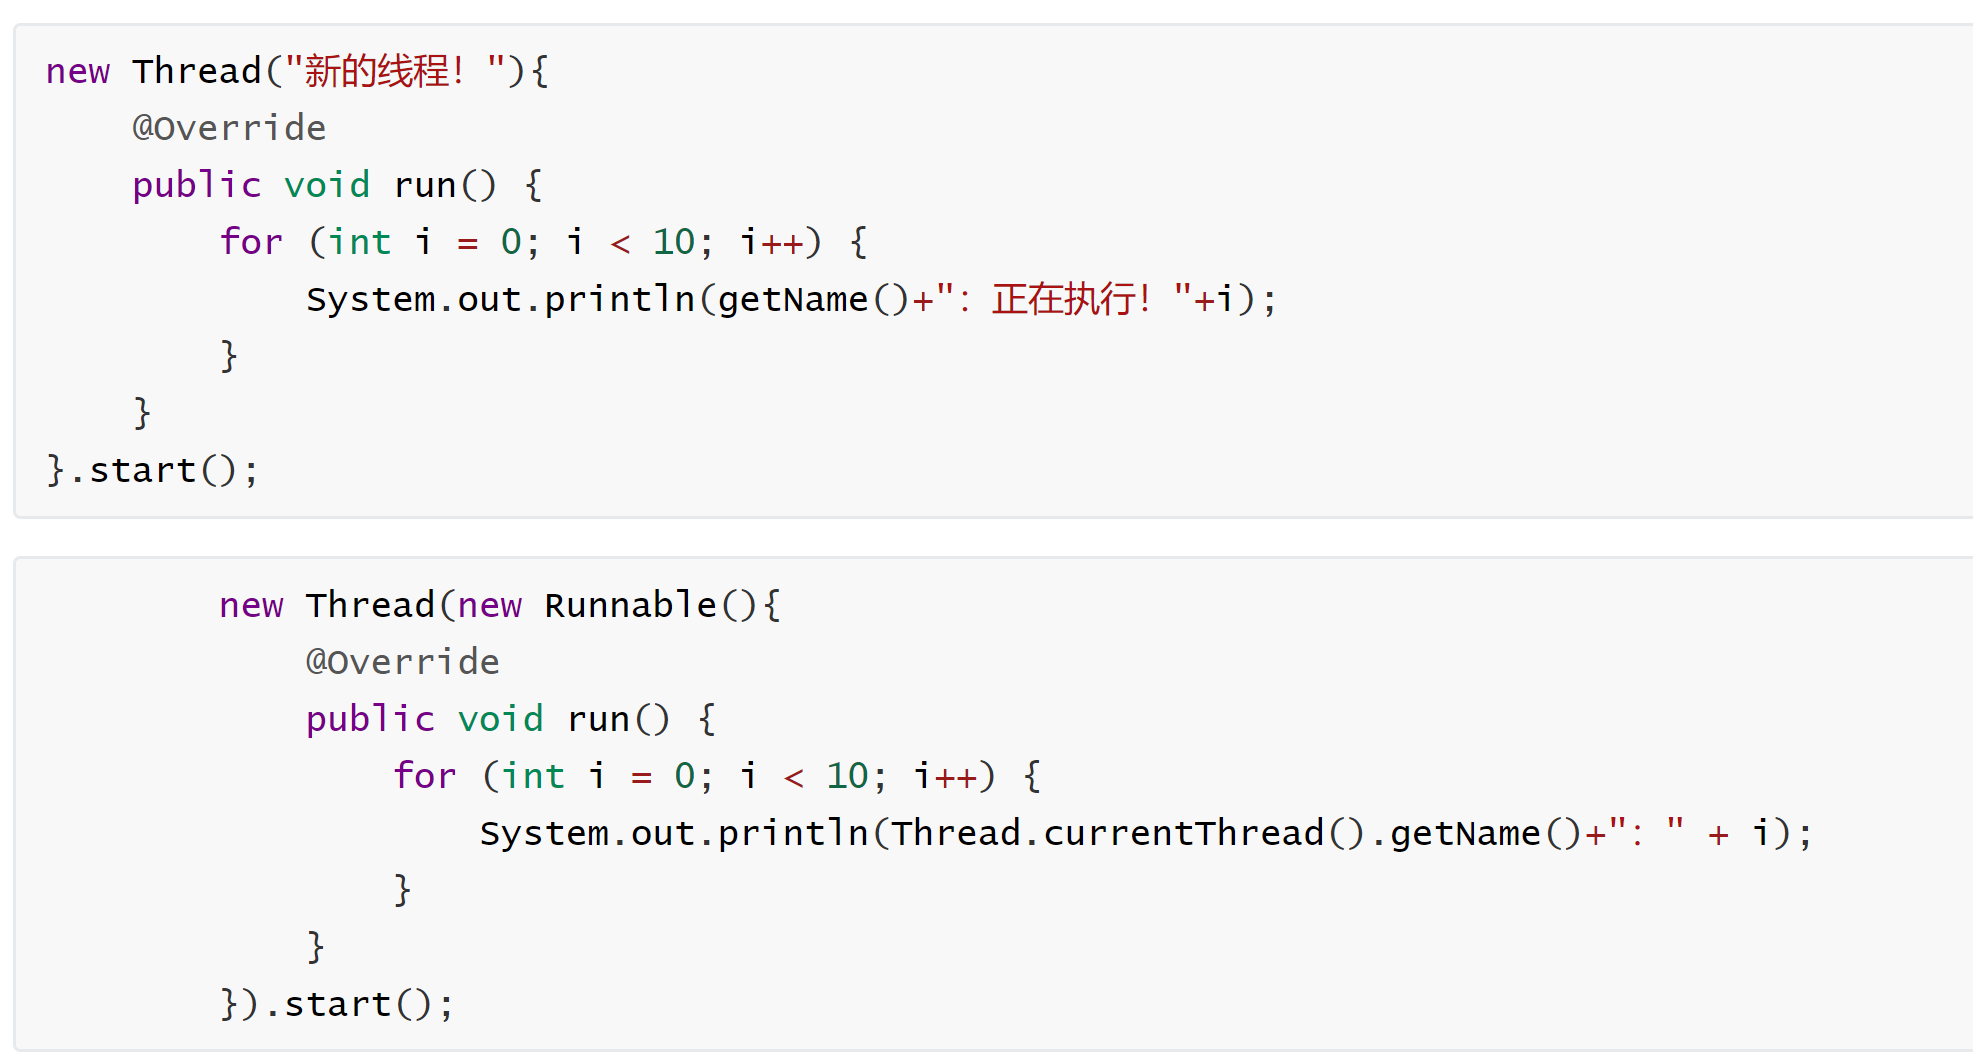 new Thread("新的线程！"){
    @Override
    public void run() {
        for (int i = 0; i < 10; i++) {
            System.out.println(getName()+"：正在执行！"+i);
        }
    }
}.start();
        new Thread(new Runnable(){
            @Override
            public void run() {
                for (int i = 0; i < 10; i++) {
                    System.out.println(Thread.currentThread().getName()+"：" + i);
                }
            }
        }).start();